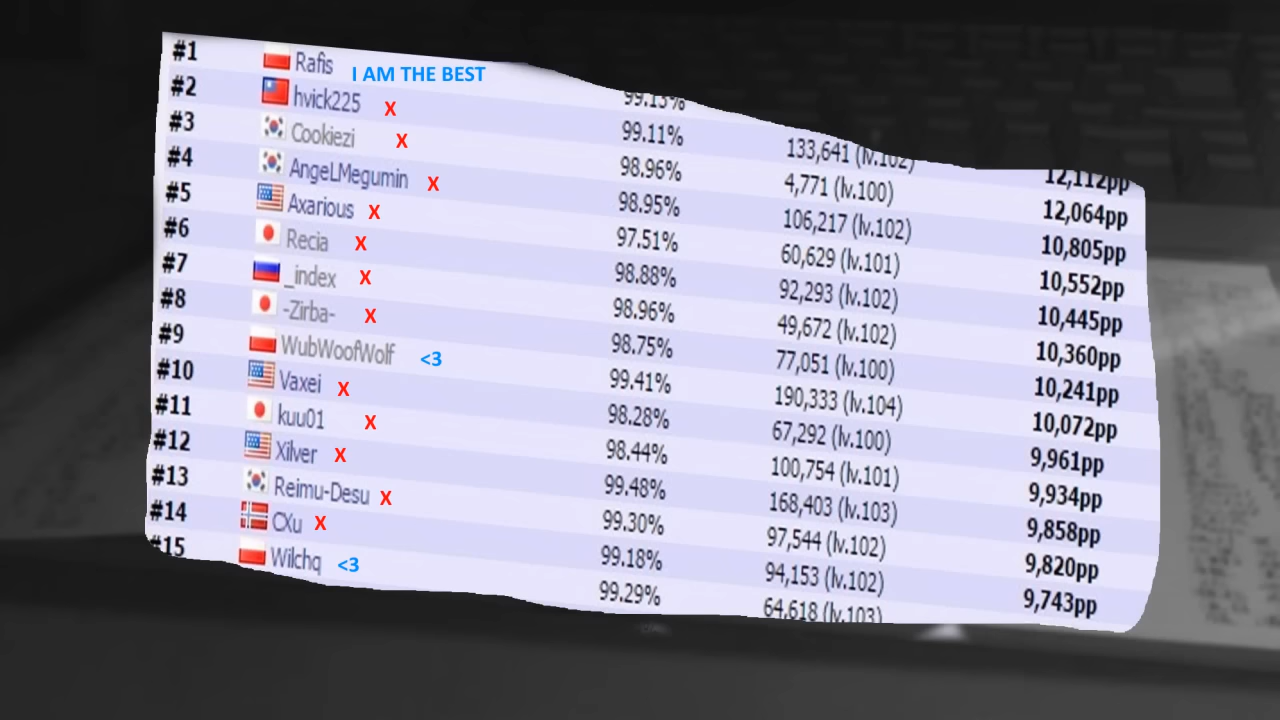 #1 Rafis I AM THE BEST 99.13%
#2 hvick225 X 99.11% 133,641 (lv.102) 12,112pp
#3 Cookiezi X 98.96% 4,771 (lv.100) 12,064pp
#4 AngeLMegumin X 98.95% 106,217 (lv.102) 10,805pp
#5 Axarious X 97.51% 60,629 (lv.101) 10,552pp
#6 Recia X 98.88% 92,293 (lv.102) 10,445pp
#7 _index X 98.96% 49,672 (lv.102) 10,360pp
#8 -Zirba- X 98.75% 77,051 (lv.100) 10,241pp
#9 WubWoofWolf <3 99.41% 190,333 (lv.104) 10,072pp
#10 Vaxei X 98.28% 67,292 (lv.100) 9,961pp
#11 kuu01 X 98.44% 100,754 (lv.101) 9,934pp
#12 Xilver X 99.48% 168,403 (lv.103) 9,858pp
#13 Reimu-Desu X 99.30% 97,544 (lv.102) 9,820pp
#14 CXu X 99.18% 94,153 (lv.102) 9,743pp
#15 Wilchq <3 99.29% 64,618 (lv.103)